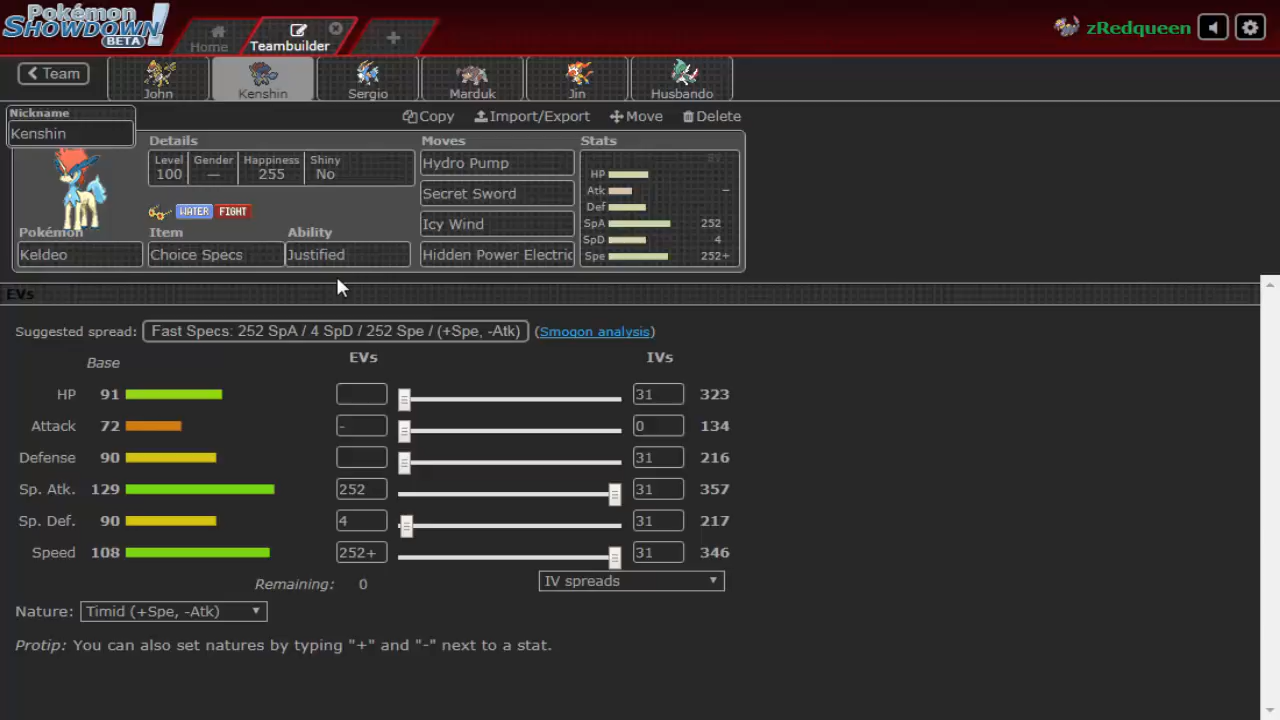 Pokémon
SHOWDOWN!
BETA
Home
Teambuilder
+
zRedqueen
Team
John
Kenshin
Sergio
Marduk
Jin
Husbando
Nickname
Kenshin
Copy
Import/Export
Move
Delete
Details
Moves
Stats
Level
Gender
Happiness
Shiny
100
—
255
No
WATER
FIGHT
Pokémon
Item
Ability
Keldeo
Choice Specs
Justified
Hydro Pump
Secret Sword
Icy Wind
Hidden Power Electric
EV
HP
Atk –
Def
SpA 252
SpD 4
Spe 252+
EVs
Suggested spread: Fast Specs: 252 SpA / 4 SpD / 252 Spe / (+Spe, -Atk) (Smogon analysis)
Base EVs IVs
HP 91 31 323
Attack 72 - 0 134
Defense 90 31 216
Sp. Atk. 129 252 31 357
Sp. Def. 90 4 31 217
Speed 108 252+ 31 346
Remaining: 0 IV spreads
Nature: Timid (+Spe, -Atk)
Protip: You can also set natures by typing "+" and "-" next to a stat.